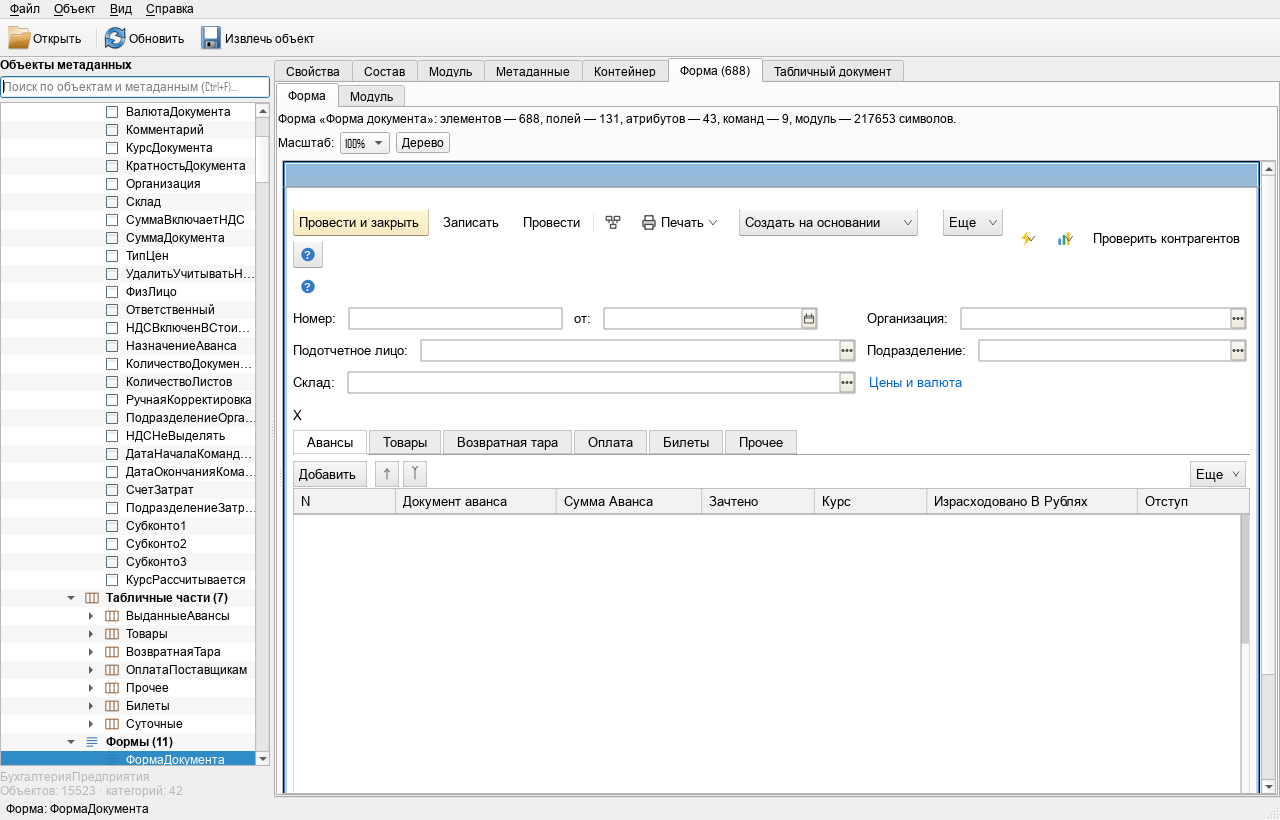 Файл Объект Вид Справка
Открыть Обновить Извлечь объект
Объекты метаданных
Поиск по объектам и метаданным (Ctrl+F)...
ВалютаДокумента
Комментарий
КурсДокумента
КратностьДокумента
Организация
Склад
СуммаВключаетНДС
СуммаДокумента
ТипЦен
УдалитьУчитыватьН...
ФизЛицо
Ответственный
НДСВключенВСтои...
НазначениеАванса
КоличествоДокумен...
КоличествоЛистов
РучнаяКорректировка
ПодразделениеОрга...
НДСНеВыделять
ДатаНачалаКоманд...
ДатаОкончанияКома...
СчетЗатрат
ПодразделениеЗатр...
Субконто1
Субконто2
Субконто3
КурсРассчитывается
Табличные части (7)
ВыданныеАвансы
Товары
ВозвратнаяТара
ОплатаПоставщикам
Прочее
Билеты
Суточные
Формы (11)
ФормаДокумента
БухгалтерияПредприятия
Объектов: 15523 · категорий: 42
Свойства Состав Модуль Метаданные Контейнер Форма (688) Табличный документ
Форма Модуль
Форма «Форма документа»: элементов — 688, полей — 131, атрибутов — 43, команд — 9, модуль — 217653 символов.
Масштаб: 100% Дерево
Провести и закрыть Записать Провести Печать Создать на основании Еще
Проверить контрагентов
?
?
Номер: от: Организация:
Подотчетное лицо: Подразделение:
Склад: Цены и валюта
X
Авансы Товары Возвратная тара Оплата Билеты Прочее
Добавить Еще
N Документ аванса Сумма Аванса Зачтено Курс Израсходовано В Рублях Отступ
Форма: ФормаДокумента